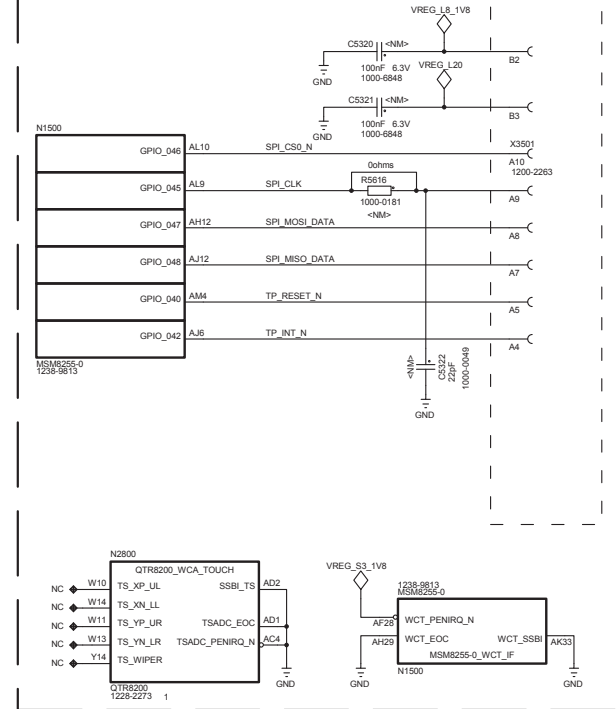 VREG_L8_1V8
C5320 <NM>
B2
GND
100nF 6.3V
1000-6848
VREG_L20
C5321 <NM>
B3
GND
100nF 6.3V
1000-6848
N1500
X3501
GPIO_046 AL10 SPI_CS0_N A10
1200-2263
0ohms
GPIO_045 AL9 SPI_CLK R5616 A9
1000-0181
<NM>
GPIO_047 AH12 SPI_MOSI_DATA A8
GPIO_048 AJ12 SPI_MISO_DATA A7
GPIO_040 AM4 TP_RESET_N A5
GPIO_042 AJ6 TP_INT_N A4
MSM8255-0
1238-9813
<NM>
C5322
22pF
1000-0049
GND
N2800
QTR8200_WCA_TOUCH
NC W10 TS_XP_UL SSBI_TS AD2
NC W14 TS_XN_LL
NC W11 TS_YP_UR TSADC_EOC AD1
NC W13 TS_YN_LR TSADC_PENIRQ_N AC4
NC Y14 TS_WIPER
GND
QTR8200
1228-2273 1
VREG_S3_1V8
1238-9813
MSM8255-0
AF28 WCT_PENIRQ_N
AH29 WCT_EOC WCT_SSBI AK33
MSM8255-0_WCT_IF
GND N1500 GND